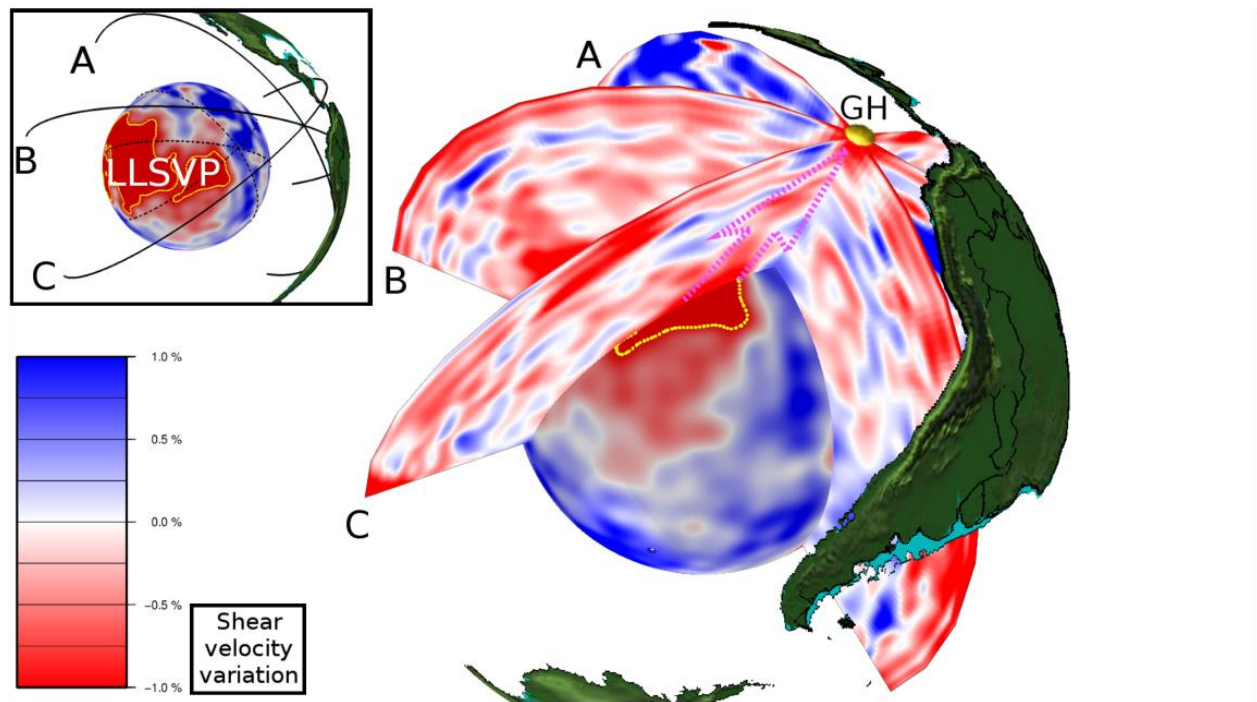 A
B
LLSVP
C
A
GH
B
C
1.0 %
0.5 %
0.0 %
−0.5 %
−1.0 %
Shear
velocity
variation